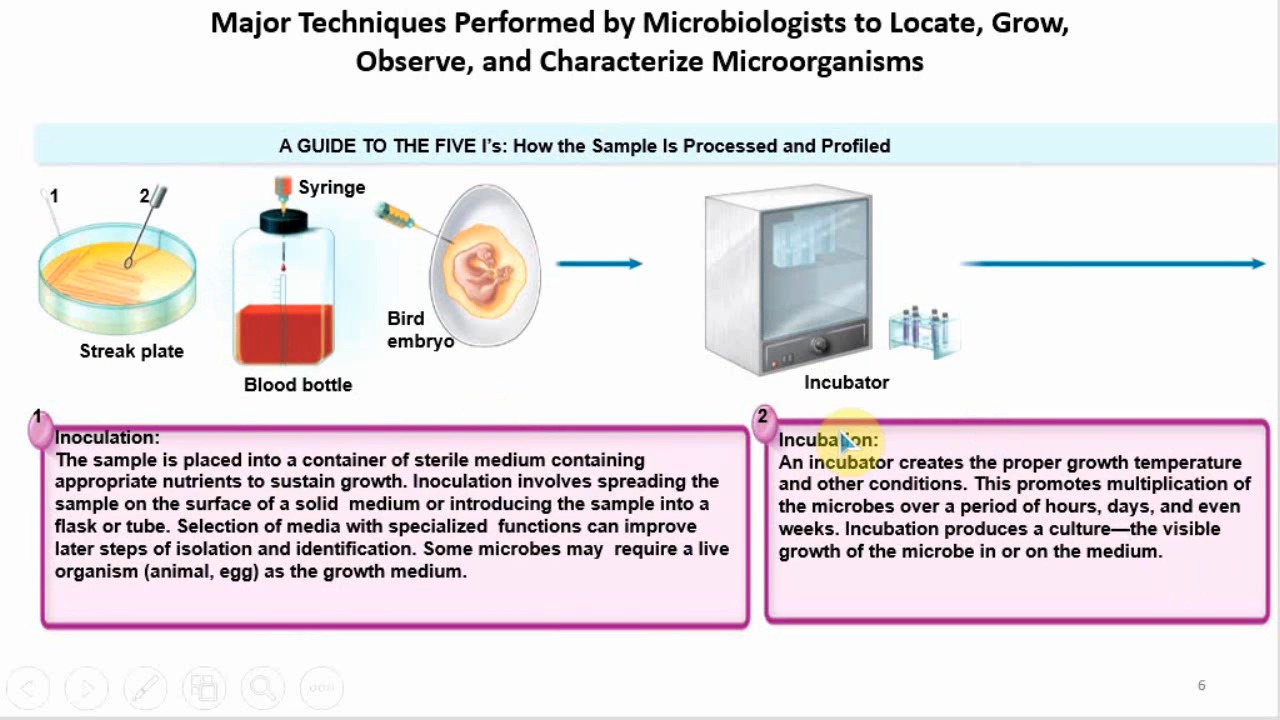 Major Techniques Performed by Microbiologists to Locate, Grow,
Observe, and Characterize Microorganisms
A GUIDE TO THE FIVE I's: How the Sample Is Processed and Profiled
1
2
Syringe
Bird
embryo
Streak plate
Blood bottle
Incubator
1
Inoculation:
The sample is placed into a container of sterile medium containing
appropriate nutrients to sustain growth. Inoculation involves spreading the
sample on the surface of a solid medium or introducing the sample into a
flask or tube. Selection of media with specialized functions can improve
later steps of isolation and identification. Some microbes may require a live
organism (animal, egg) as the growth medium.
2
Incubation:
An incubator creates the proper growth temperature
and other conditions. This promotes multiplication of
the microbes over a period of hours, days, and even
weeks. Incubation produces a culture—the visible
growth of the microbe in or on the medium.
6